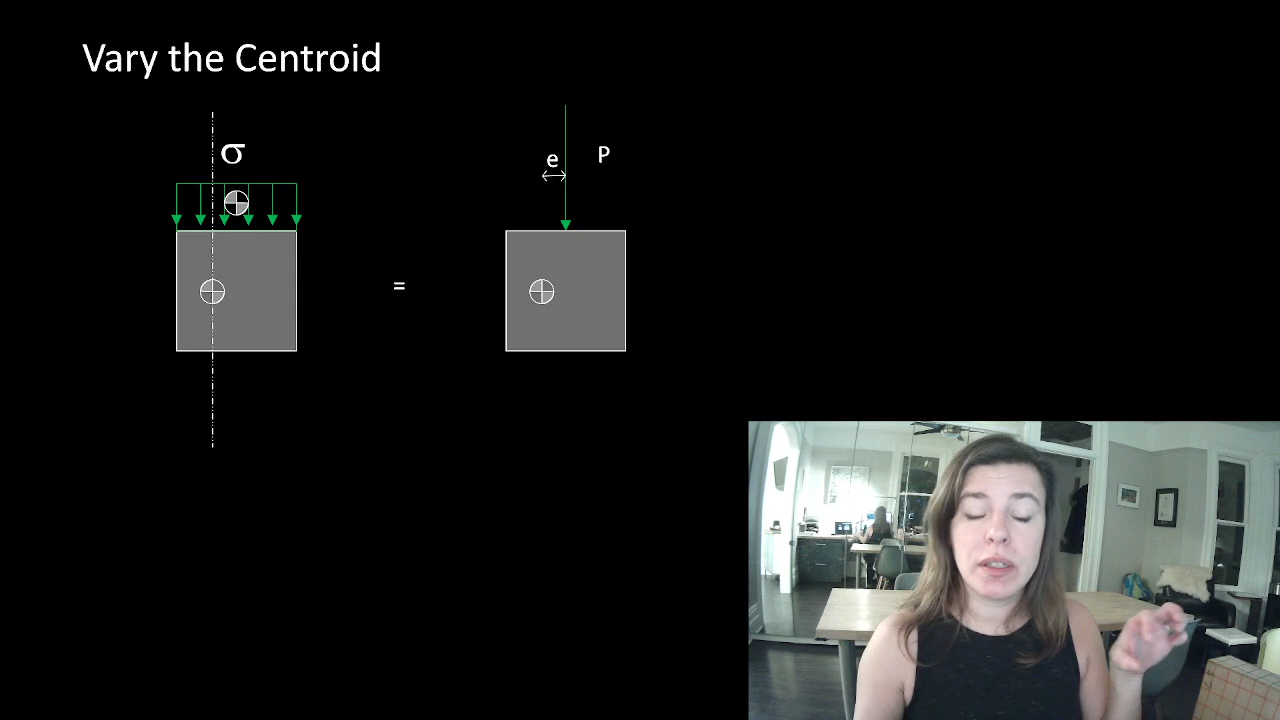 Vary the Centroid
σ
e
P
=